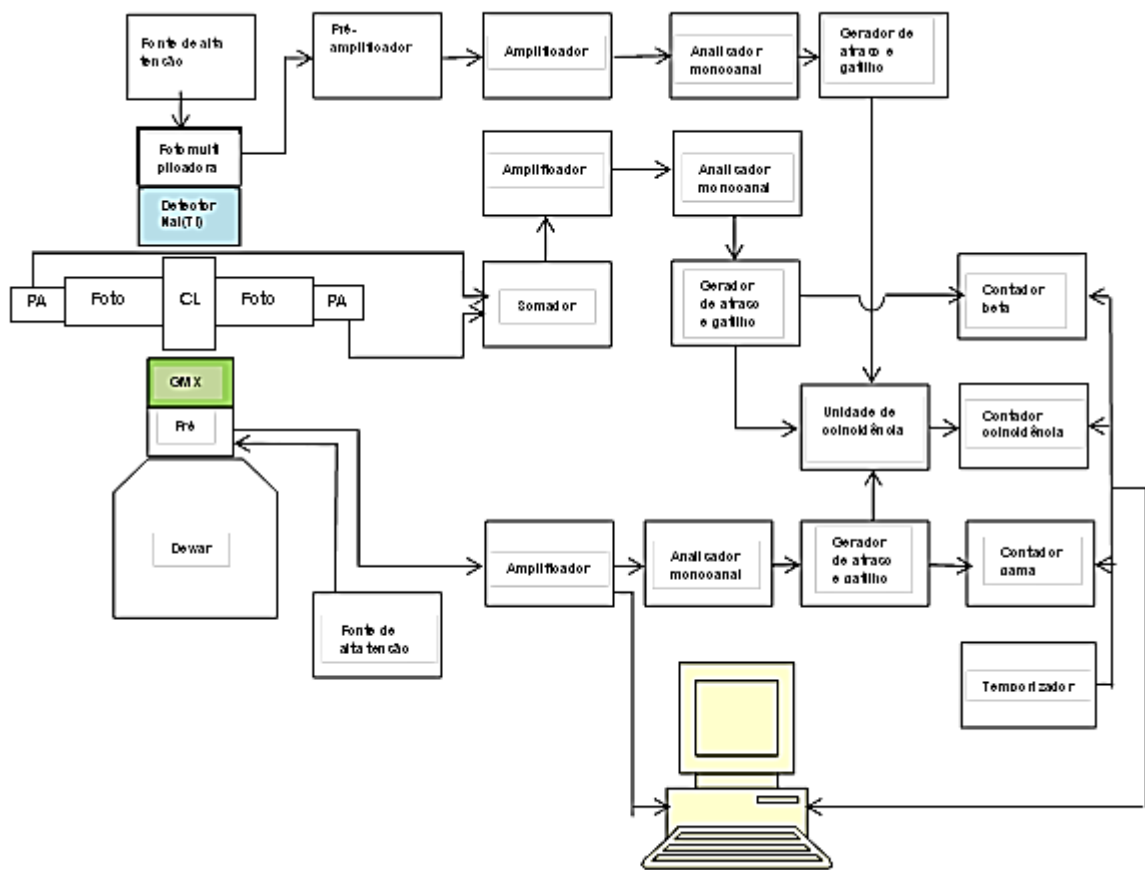 Fonte de alta
tensão
Pré-
amplificador
Amplificador
Analisador
monocanal
Gerador de
atraso e
gatilho
Fotomulti
plicadora
Detector
NaI(Tl)
Amplificador
Analisador
monocanal
PA
Foto
CL
Foto
PA
Somador
Gerador
de atraso
e gatilho
Contador
beta
GMX
Pré
Unidade de
coincidência
Contador
coincidência
Dewar
Amplificador
Analisador
monocanal
Gerador
de atraso
e gatilho
Contador
gama
Fonte de
alta tensão
Temporizador